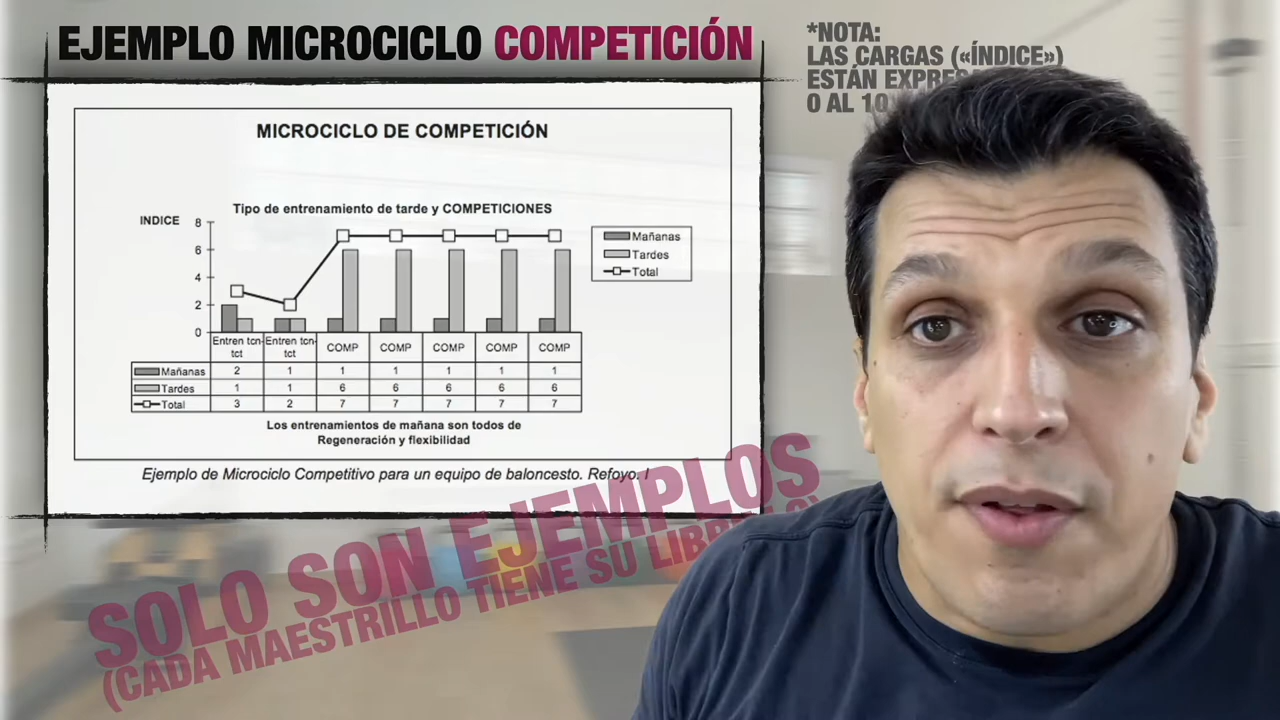 EJEMPLO MICROCICLO COMPETICIÓN
*NOTA:
LAS CARGAS («ÍNDICE»)
ESTÁN
0 AL 10
MICROCICLO DE COMPETICIÓN
Tipo de entrenamiento de tarde y COMPETICIONES
INDICE
8
6
4
2
0
Mañanas
Tardes
Total
Entren tcn-tct Entren tcn-tct COMP COMP COMP COMP COMP
Mañanas 2 1 1 1 1 1 1
Tardes 1 1 6 6 6 6 6
Total 3 2 7 7 7 7 7
Los entrenamientos de mañana son todos de
Regeneración y flexibilidad
Ejemplo de Microciclo Competitivo para un equipo de baloncesto. Refoyo. I
SOLO SON EJEMPLOS
(CADA MAESTRILLO TIENE SU